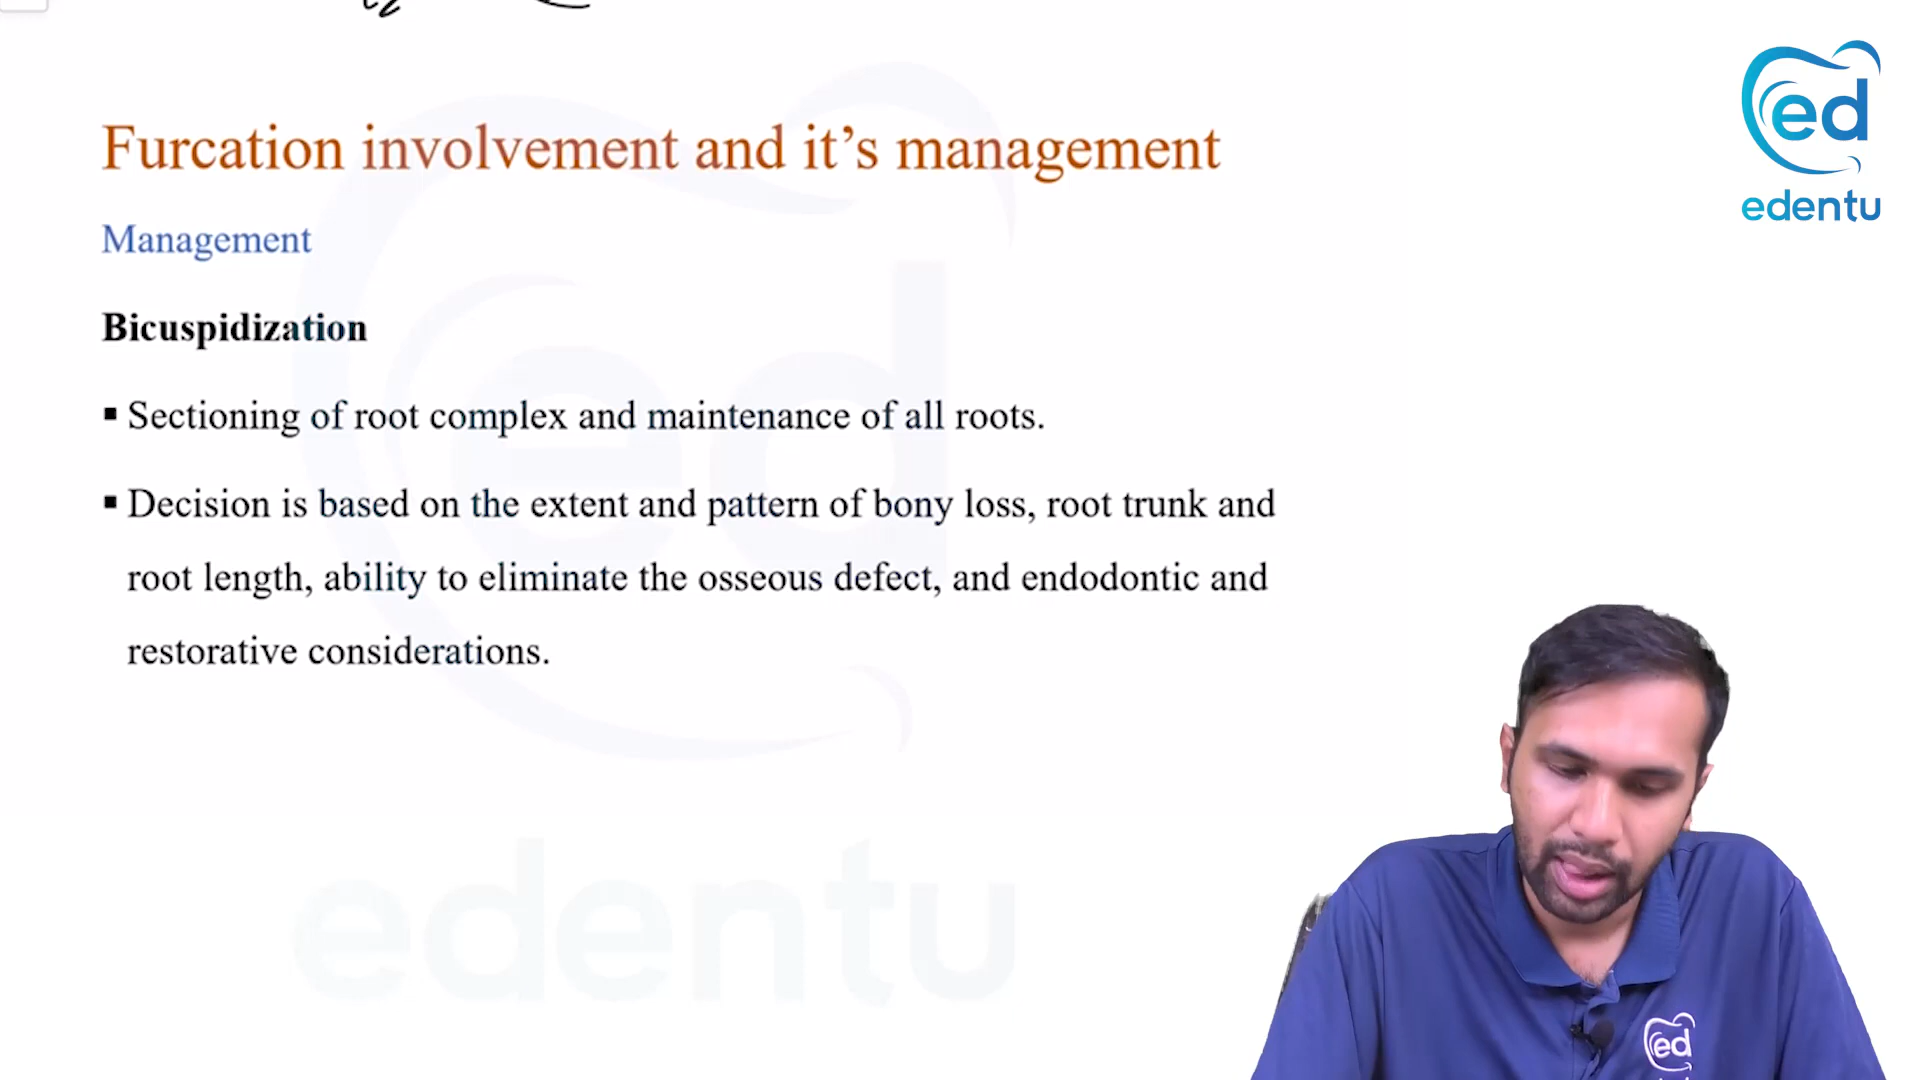 ed
edentu
Furcation involvement and it’s management
Management
Bicuspidization
▪ Sectioning of root complex and maintenance of all roots.
▪ Decision is based on the extent and pattern of bony loss, root trunk and
root length, ability to eliminate the osseous defect, and endodontic and
restorative considerations.
ed
edentu
ed